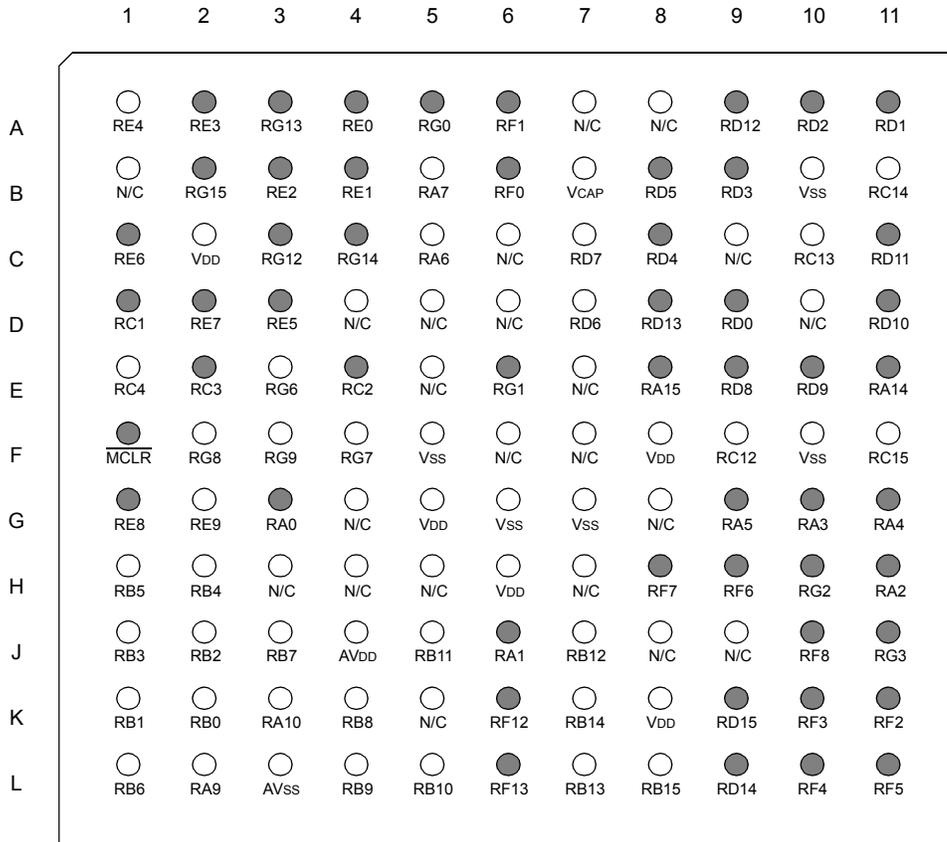 1 2 3 4 5 6 7 8 9 10 11
A RE4 RE3 RG13 RE0 RG0 RF1 N/C N/C RD12 RD2 RD1
B N/C RG15 RE2 RE1 RA7 RF0 VCAP RD5 RD3 VSS RC14
C RE6 VDD RG12 RG14 RA6 N/C RD7 RD4 N/C RC13 RD11
D RC1 RE7 RE5 N/C N/C N/C RD6 RD13 RD0 N/C RD10
E RC4 RC3 RG6 RC2 N/C RG1 N/C RA15 RD8 RD9 RA14
F MCLR RG8 RG9 RG7 VSS N/C N/C VDD RC12 VSS RC15
G RE8 RE9 RA0 N/C VDD VSS VSS N/C RA5 RA3 RA4
H RB5 RB4 N/C N/C N/C VDD N/C RF7 RF6 RG2 RA2
J RB3 RB2 RB7 AVDD RB11 RA1 RB12 N/C N/C RF8 RG3
K RB1 RB0 RA10 RB8 N/C RF12 RB14 VDD RD15 RF3 RF2
L RB6 RA9 AVSS RB9 RB10 RF13 RB13 RB15 RD14 RF4 RF5